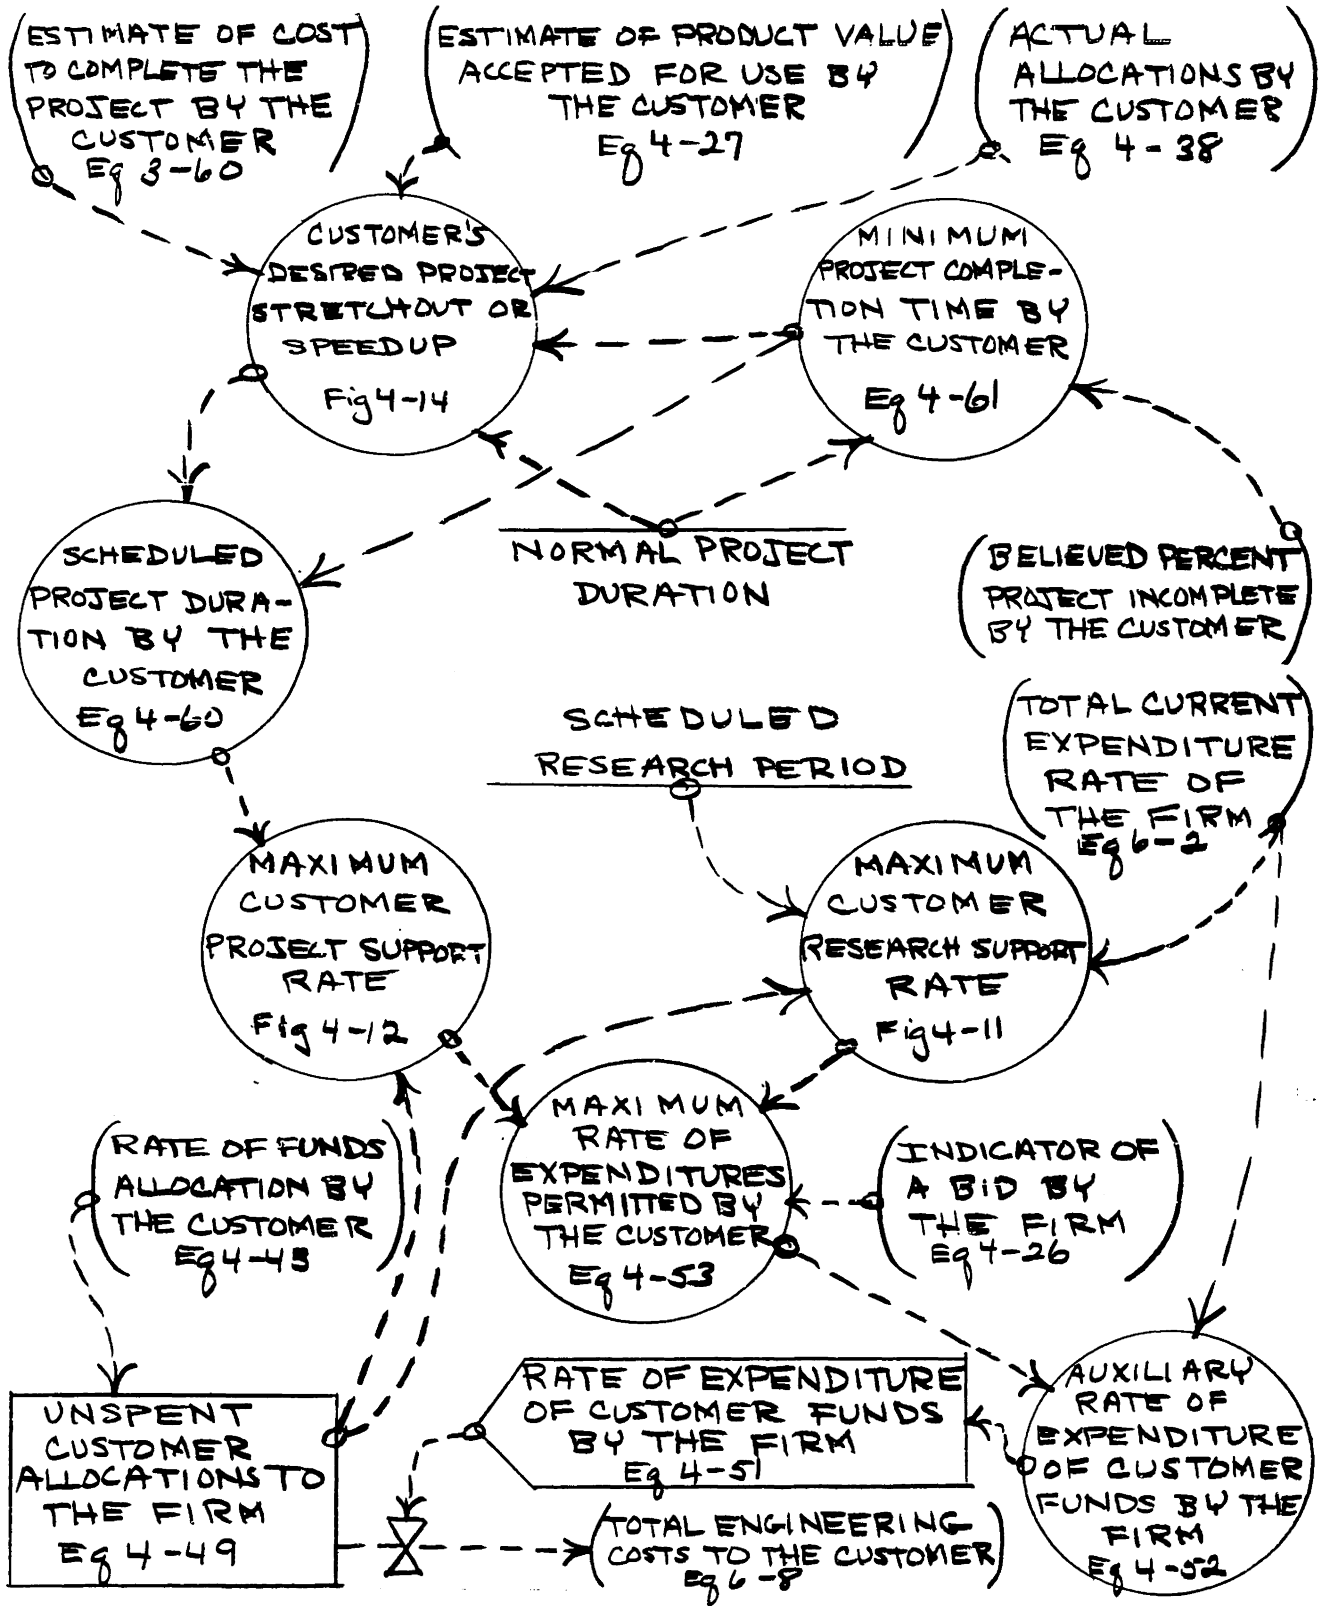 ESTIMATE OF COST
TO COMPLETE THE
PROJECT BY THE
CUSTOMER
Eq 3-60
ESTIMATE OF PRODUCT VALUE
ACCEPTED FOR USE BY
THE CUSTOMER
Eq 4-27
ACTUAL
ALLOCATIONS BY
THE CUSTOMER
Eq 4-38
CUSTOMER'S
DESIRED PROJECT
STRETCHOUT OR
SPEEDUP
Fig 4-14
MINIMUM
PROJECT COMPLE-
TION TIME BY
THE CUSTOMER
Eq 4-61
SCHEDULED
PROJECT DURA-
TION BY THE
CUSTOMER
Eq 4-60
NORMAL PROJECT
DURATION
BELIEVED PERCENT
PROJECT INCOMPLETE
BY THE CUSTOMER
SCHEDULED
RESEARCH PERIOD
TOTAL CURRENT
EXPENDITURE
RATE OF
THE FIRM
Eq 6-2
MAXIMUM
CUSTOMER
PROJECT SUPPORT
RATE
Fig 4-12
MAXIMUM
CUSTOMER
RESEARCH SUPPORT
RATE
Fig 4-11
RATE OF FUNDS
ALLOCATION BY
THE CUSTOMER
Eq 4-43
MAXIMUM
RATE OF
EXPENDITURES
PERMITTED BY
THE CUSTOMER
Eq 4-53
INDICATOR OF
A BID BY
THE FIRM
Eq 4-26
UNSPENT
CUSTOMER
ALLOCATIONS TO
THE FIRM
Eq 4-49
RATE OF EXPENDITURE
OF CUSTOMER FUNDS
BY THE FIRM
Eq 4-51
TOTAL ENGINEERING
COSTS TO THE CUSTOMER
Eq 6-8
AUXILIARY
RATE OF
EXPENDITURE
OF CUSTOMER
FUNDS BY THE
FIRM
Eq 4-52